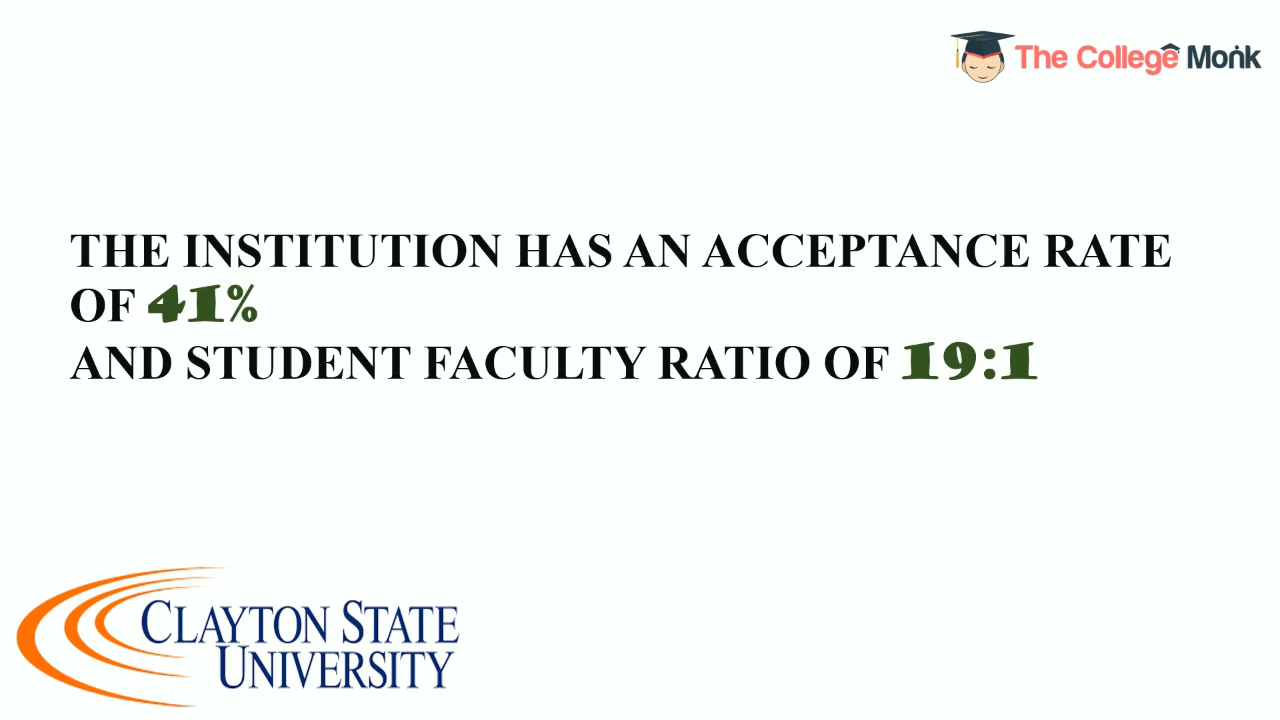 The College Monk
THE INSTITUTION HAS AN ACCEPTANCE RATE
OF 41%
AND STUDENT FACULTY RATIO OF 19:1
CLAYTON STATE
UNIVERSITY